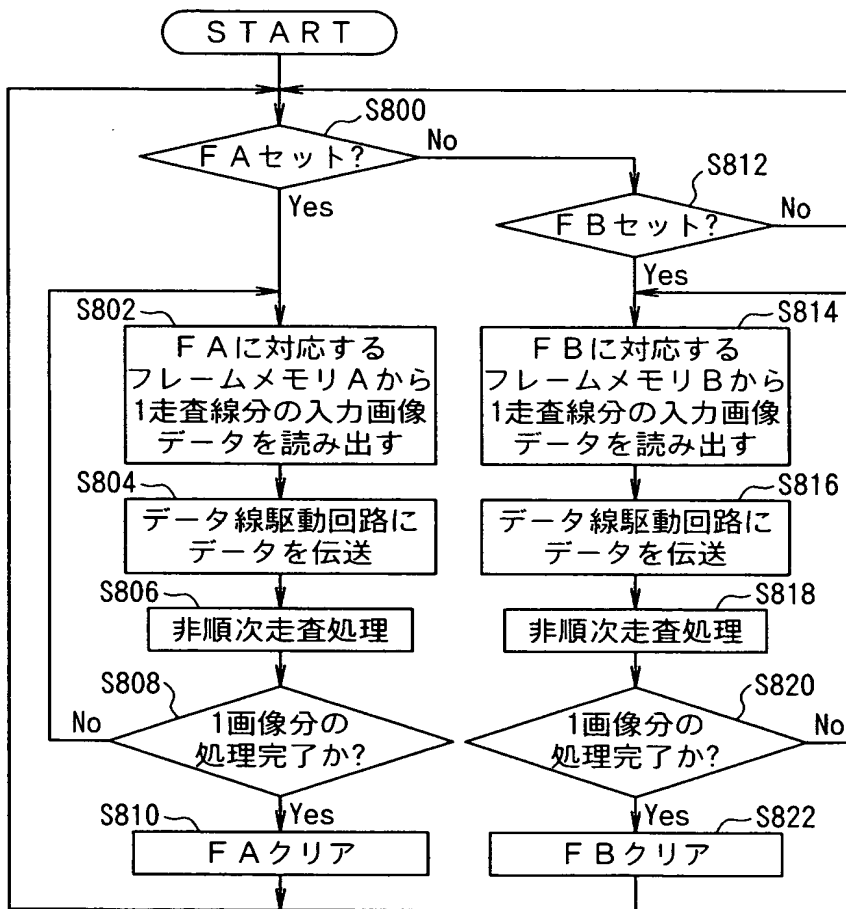 START
S800
FAセット?
No
Yes
S812
FBセット?
No
Yes
S802
FAに対応する
フレームメモリAから
1走査線分の入力画像
データを読み出す
S814
FBに対応する
フレームメモリBから
1走査線分の入力画像
データを読み出す
S804
データ線駆動回路に
データを伝送
S816
データ線駆動回路に
データを伝送
S806
非順次走査処理
S818
非順次走査処理
S808
1画像分の
処理完了か?
No
Yes
S820
1画像分の
処理完了か?
No
Yes
S810
FAクリア
S822
FBクリア